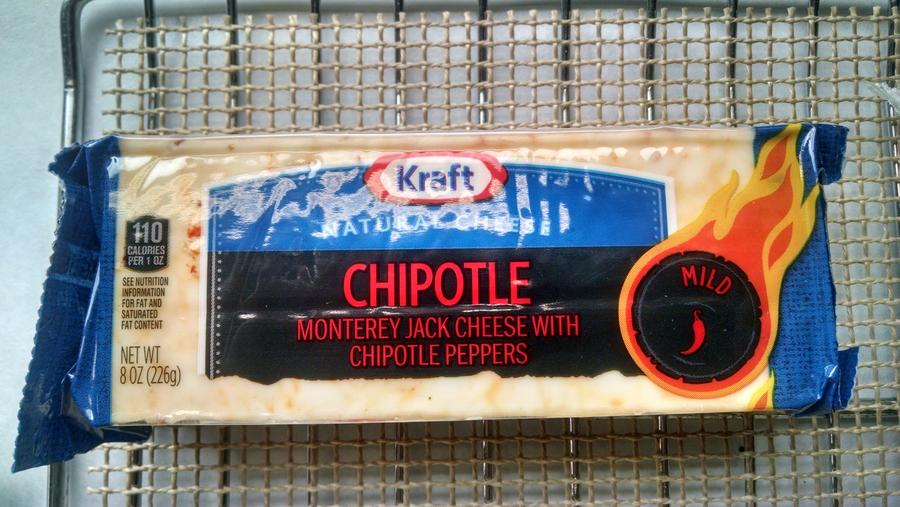 Kraft
NATURAL CHEESE
110
CALORIES
PER 1 OZ
SEE NUTRITION
INFORMATION
FOR FAT AND
SATURATED
FAT CONTENT
NET WT
8 OZ (226g)
CHIPOTLE
MONTEREY JACK CHEESE WITH
CHIPOTLE PEPPERS
MILD